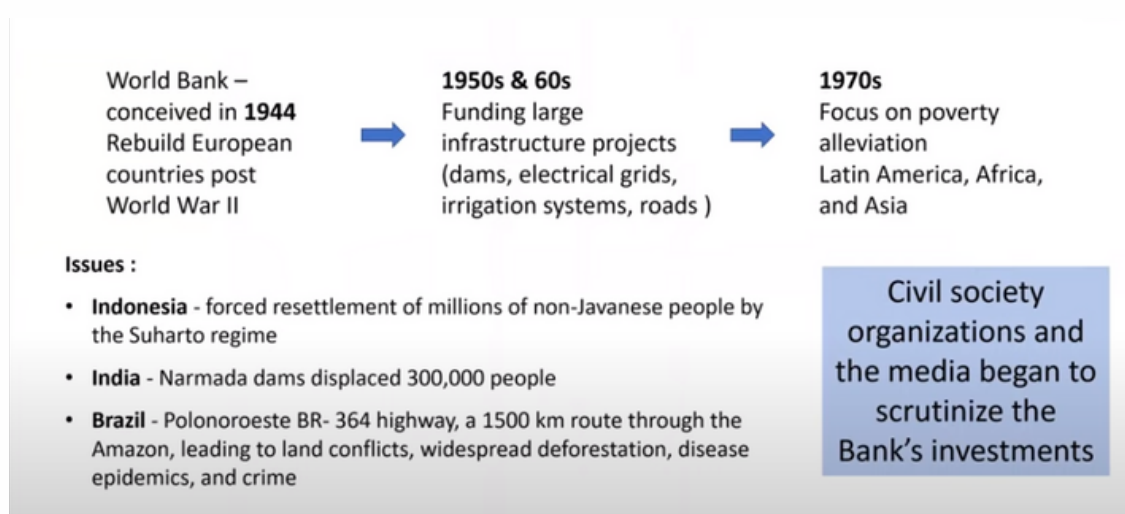 World Bank –
conceived in 1944
Rebuild European
countries post
World War II
1950s & 60s
Funding large
infrastructure projects
(dams, electrical grids,
irrigation systems, roads )
1970s
Focus on poverty
alleviation
Latin America, Africa,
and Asia
Issues :
• Indonesia - forced resettlement of millions of non-Javanese people by
the Suharto regime
• India - Narmada dams displaced 300,000 people
• Brazil - Polonoroeste BR- 364 highway, a 1500 km route through the
Amazon, leading to land conflicts, widespread deforestation, disease
epidemics, and crime
Civil society
organizations and
the media began to
scrutinize the
Bank’s investments